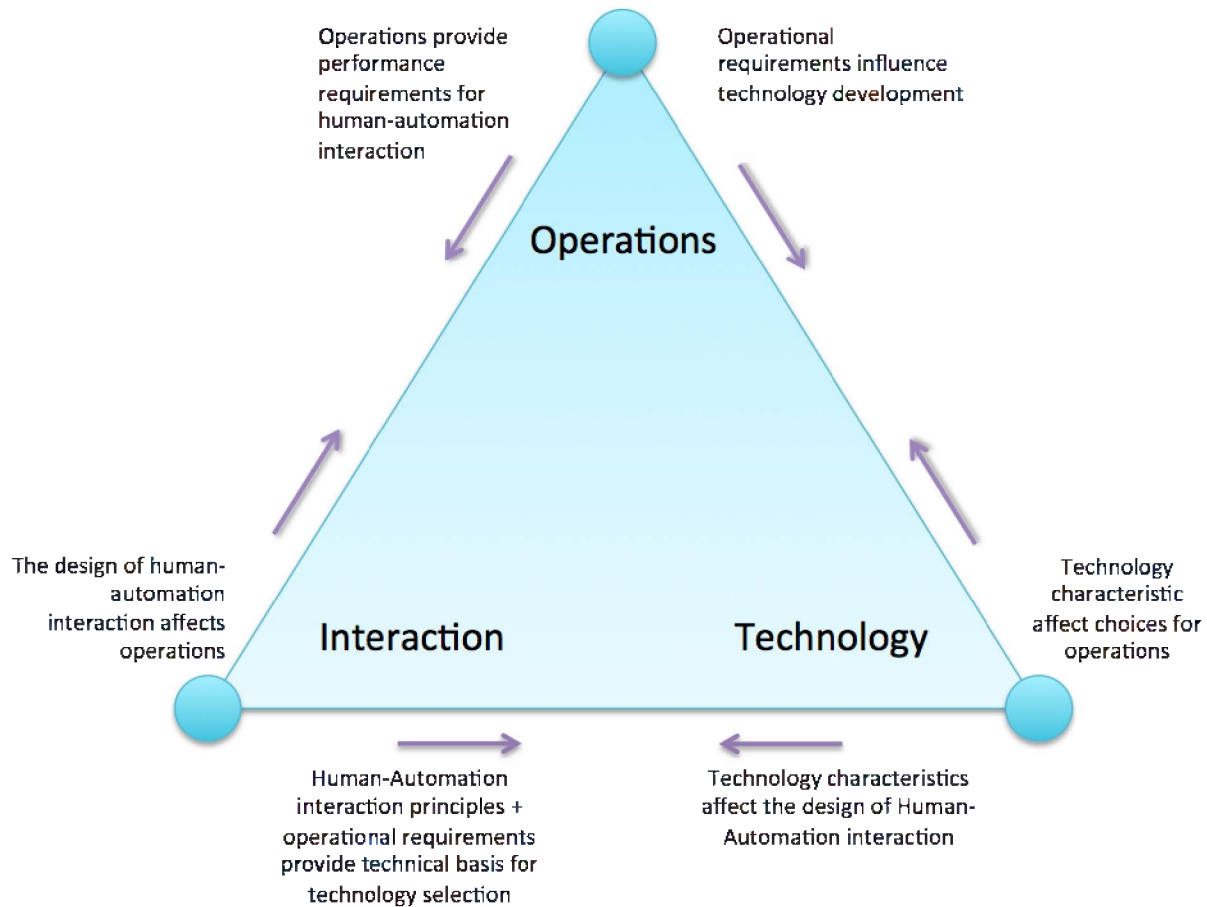 Operations provide
performance
requirements for
human-automation
interaction
Operational
requirements influence
technology development
Operations
The design of human-
automation
interaction affects
operations
Interaction
Technology
Technology
characteristic
affect choices for
operations
Human-Automation
interaction principles +
operational requirements
provide technical basis for
technology selection
Technology characteristics
affect the design of Human-
Automation interaction